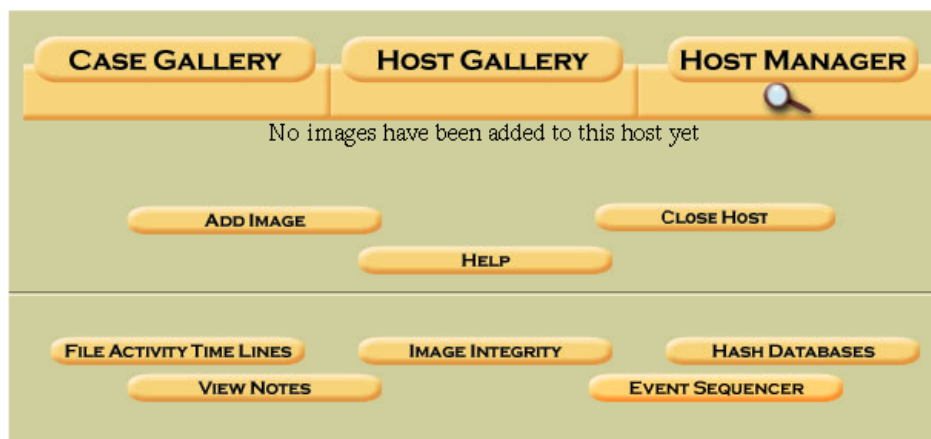 CASE GALLERY HOST GALLERY HOST MANAGER
No images have been added to this host yet
ADD IMAGE CLOSE HOST
HELP
FILE ACTIVITY TIME LINES IMAGE INTEGRITY HASH DATABASES
VIEW NOTES EVENT SEQUENCER